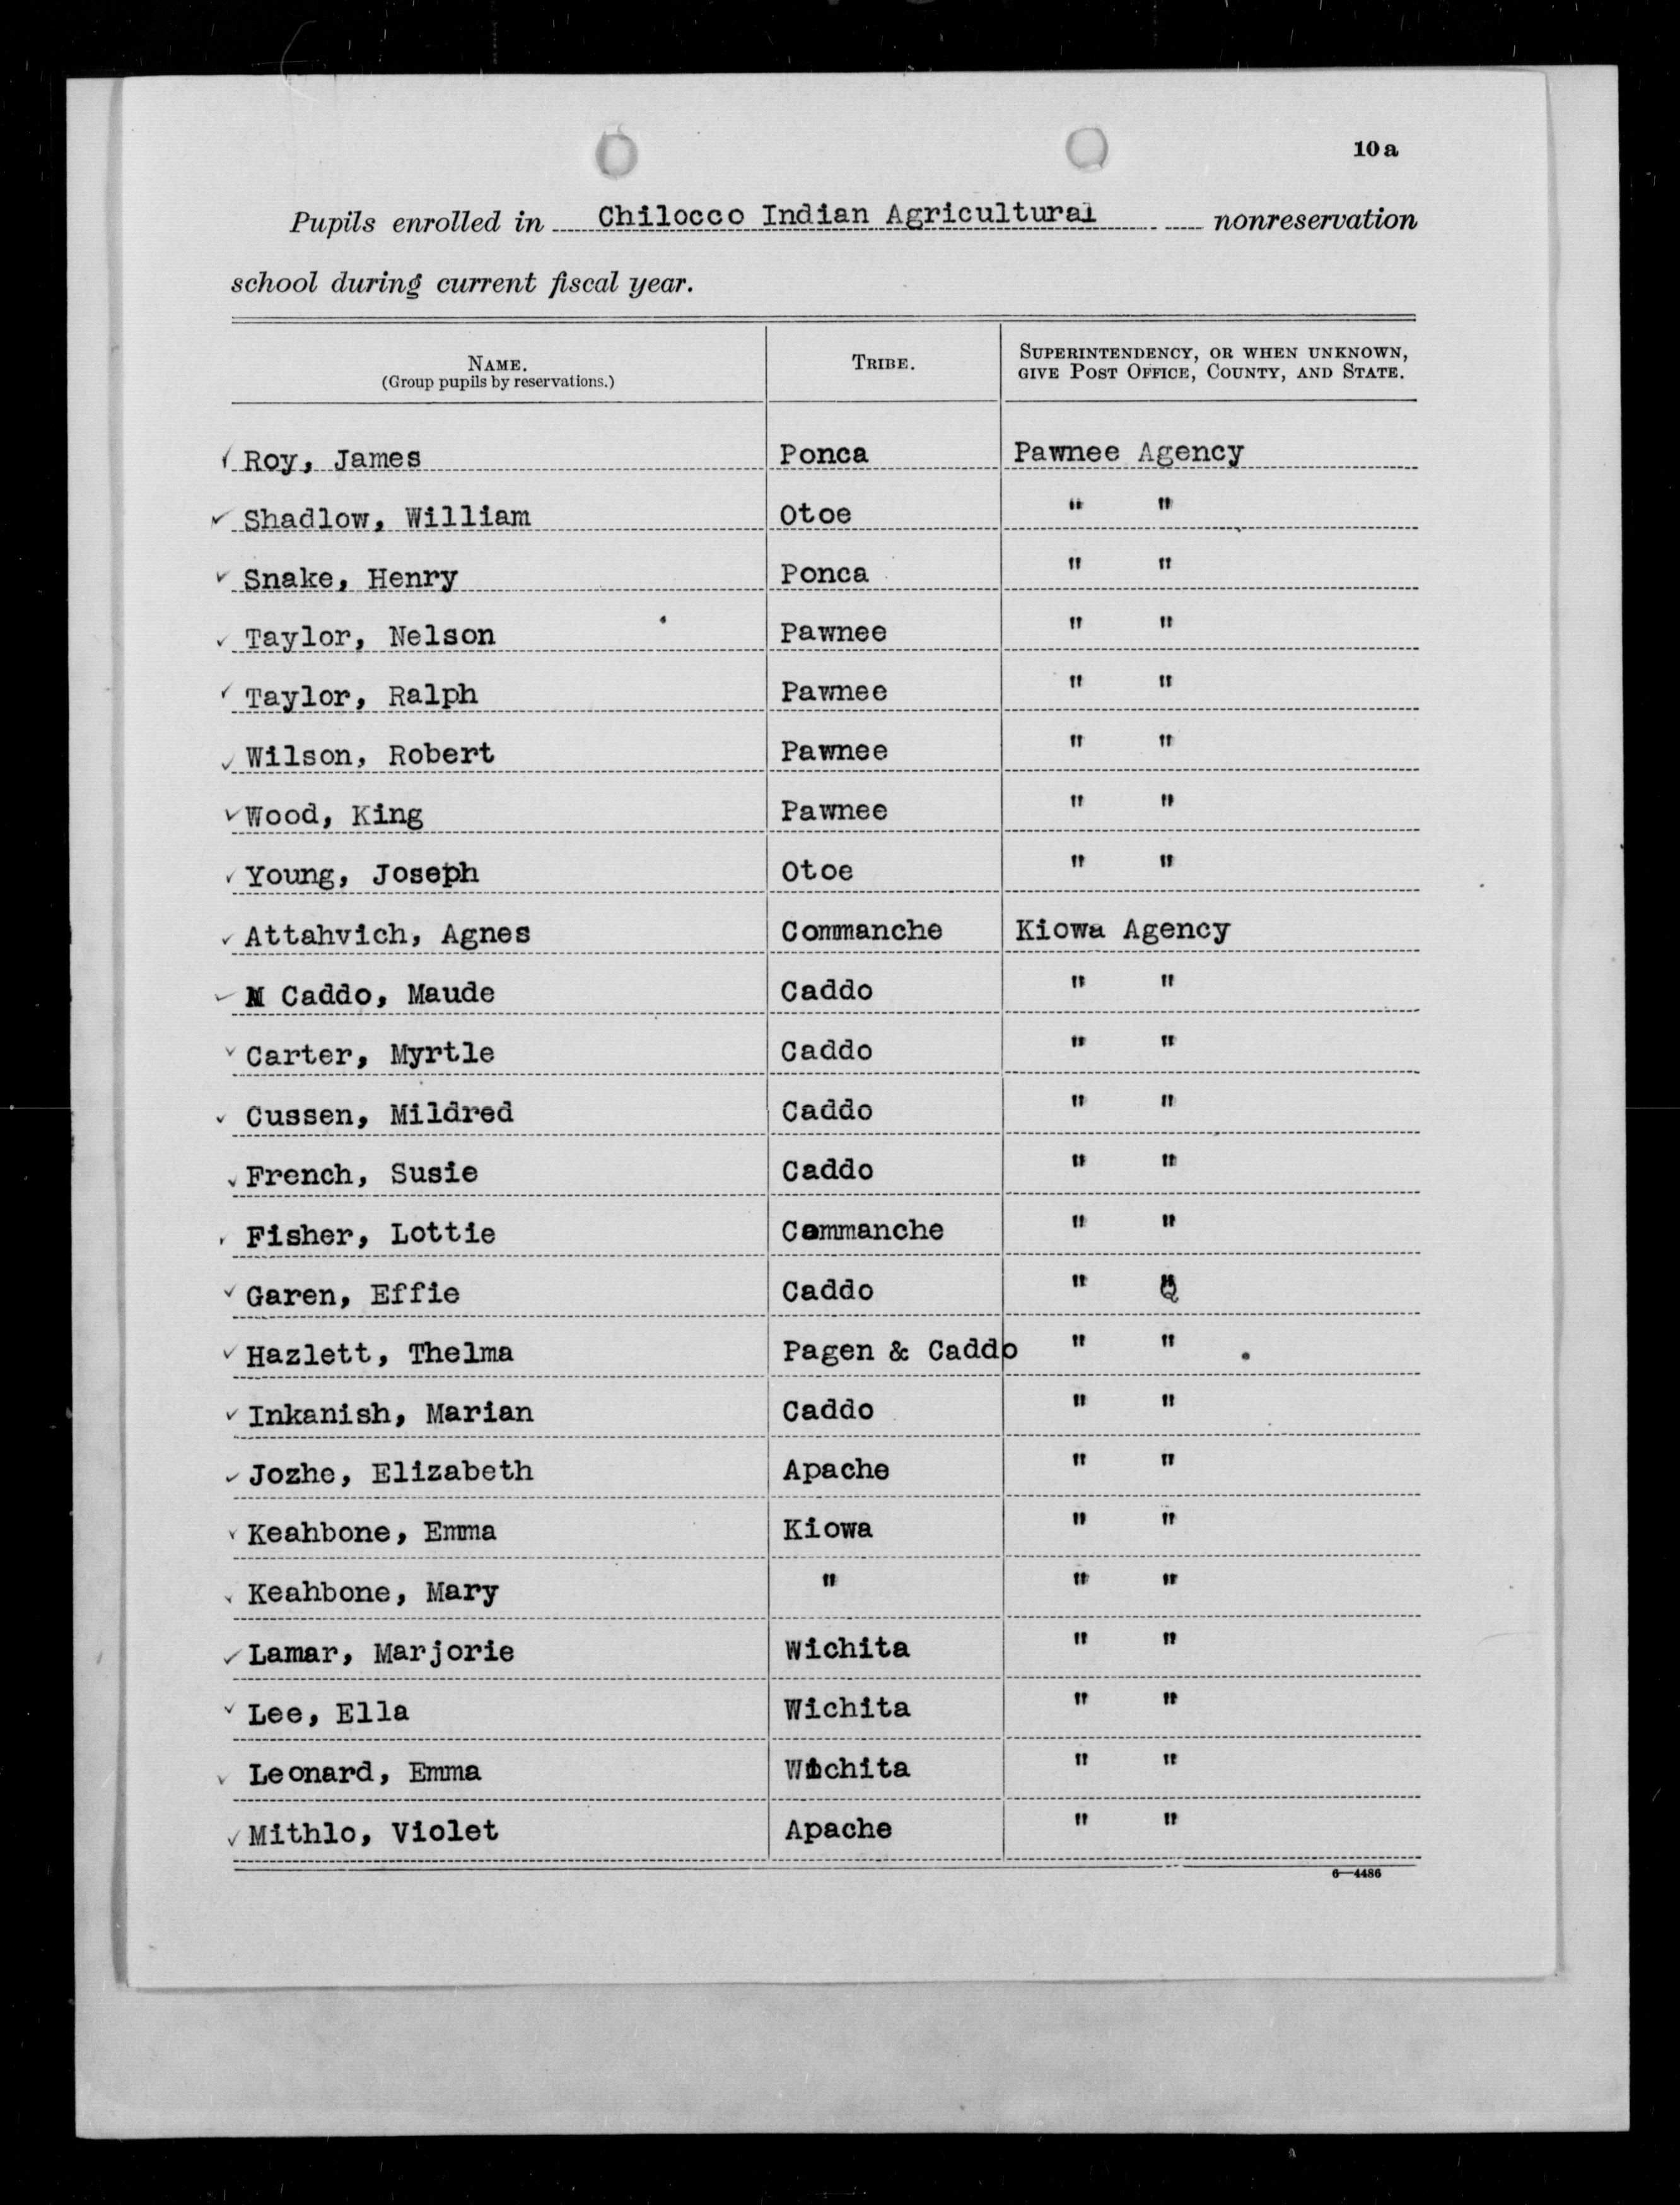 10a
Pupils enrolled in Chilocco Indian Agricultural nonreservation
school during current fiscal year.
NAME. TRIBE. SUPERINTENDENCY, OR WHEN UNKNOWN,
(Group pupils by reservations.) GIVE POST OFFICE, COUNTY, AND STATE.
✓ Roy, James Ponca Pawnee Agency
✓ Shadlow, William Otoe " "
✓ Snake, Henry Ponca " "
✓ Taylor, Nelson Pawnee " "
✓ Taylor, Ralph Pawnee " "
✓ Wilson, Robert Pawnee " "
✓ Wood, King Pawnee " "
✓ Young, Joseph Otoe " "
✓ Attahvich, Agnes Commanche Kiowa Agency
✓ Caddo, Maude Caddo " "
✓ Carter, Myrtle Caddo " "
✓ Cussen, Mildred Caddo " "
✓ French, Susie Caddo " "
✓ Fisher, Lottie Commanche " "
✓ Garen, Effie Caddo " "
✓ Hazlett, Thelma Pagen & Caddo " "
✓ Inkanish, Marian Caddo " "
✓ Jozhe, Elizabeth Apache " "
✓ Keahbone, Emma Kiowa " "
✓ Keahbone, Mary " " "
✓ Lamar, Marjorie Wichita " "
✓ Lee, Ella Wichita " "
✓ Leonard, Emma Wichita " "
✓ Mithlo, Violet Apache " "
6—4486